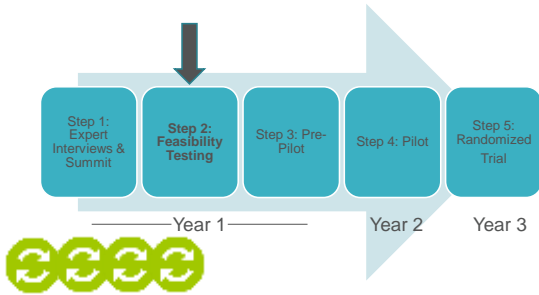 Step 1:
Expert
Interviews &
Summit
Step 2:
Feasibility
Testing
Step 3: Pre-
Pilot
Step 4: Pilot
Step 5:
Randomized
Trial
Year 1
Year 2
Year 3